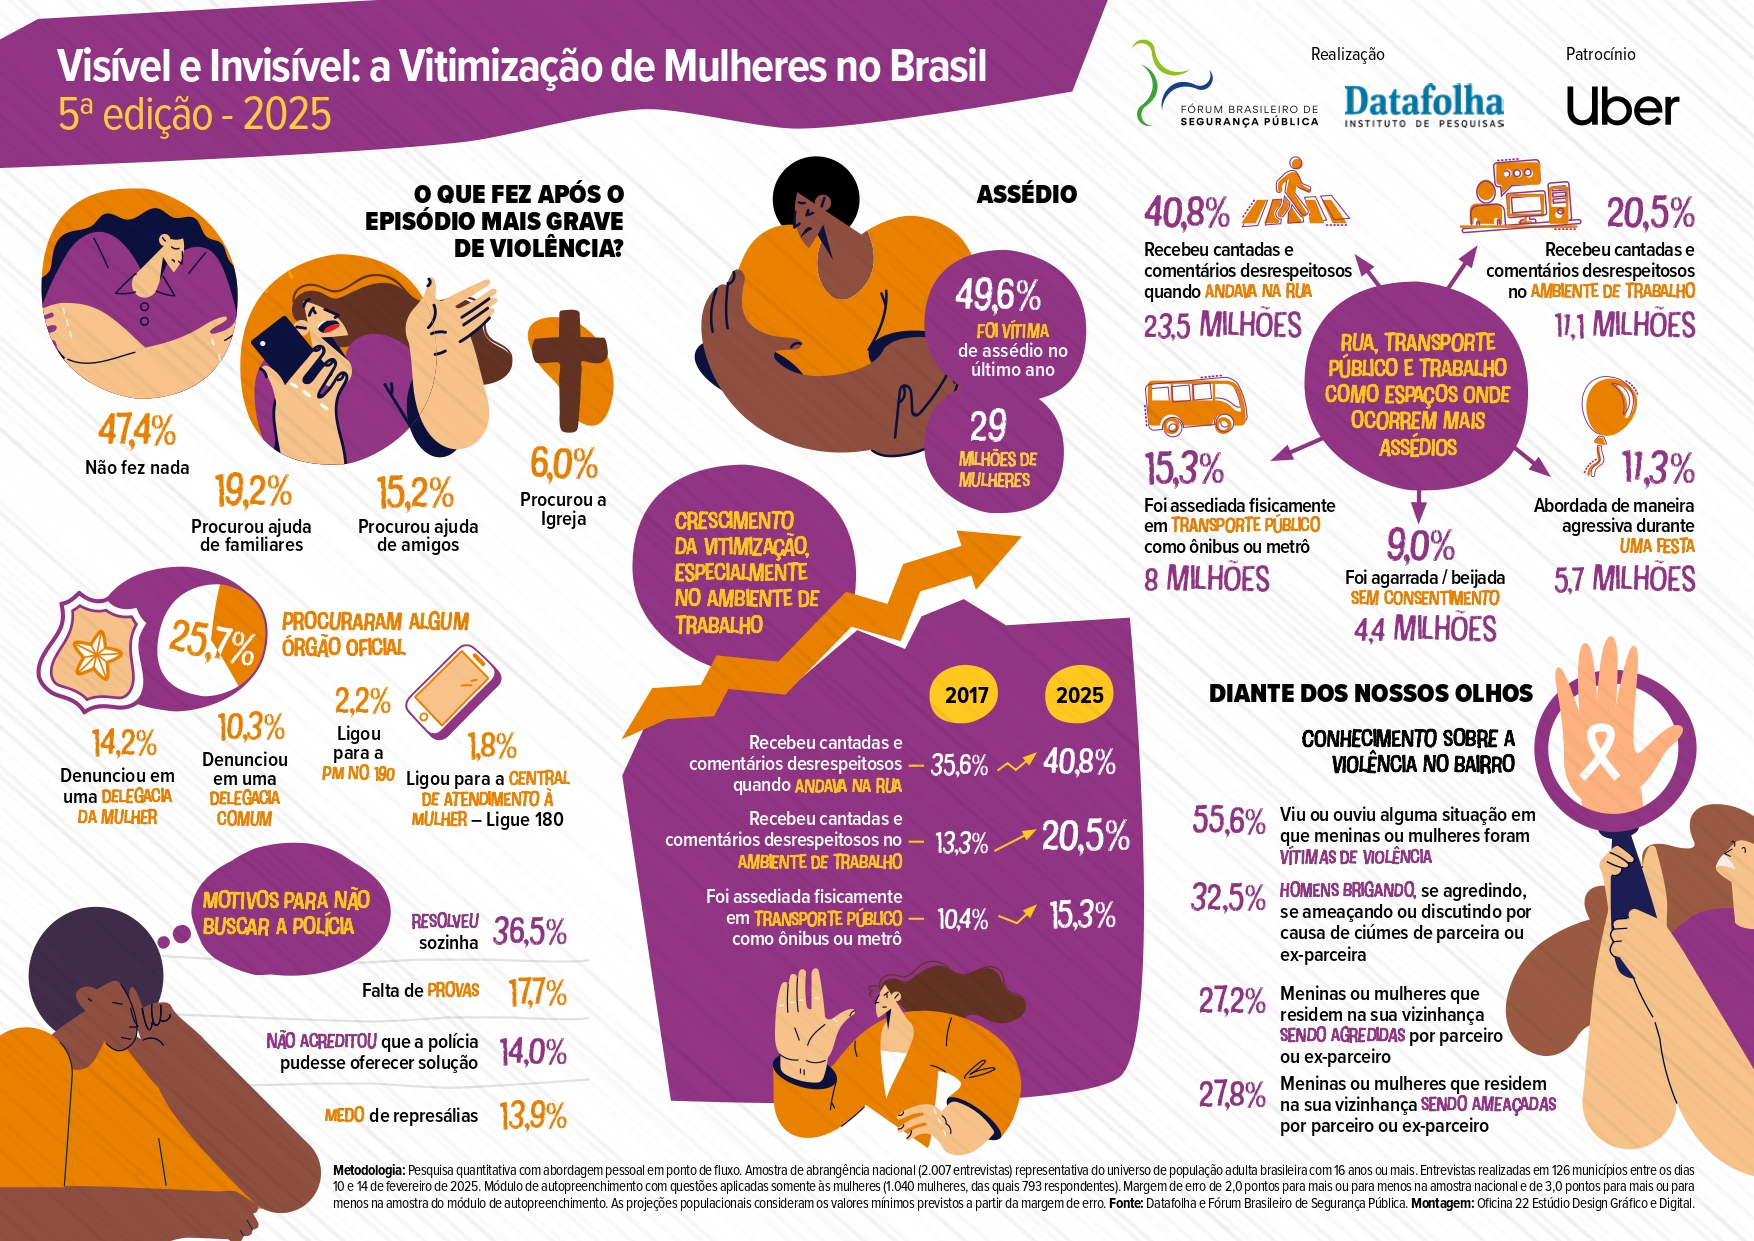 Visível e Invisível: a Vitimização de Mulheres no Brasil
5ª edição - 2025
FÓRUM BRASILEIRO DE
SEGURANÇA PÚBLICA
Realização
Datafolha
INSTITUTO DE PESQUISAS
Patrocínio
Uber
O QUE FEZ APÓS O
EPISÓDIO MAIS GRAVE
DE VIOLÊNCIA?
47,4%
Não fez nada
19,2%
Procurou ajuda
de familiares
15,2%
Procurou ajuda
de amigos
6,0%
Procurou a
Igreja
25,7%
PROCURARAM ALGUM
ÓRGÃO OFICIAL
14,2%
Denunciou em
uma DELEGACIA
DA MULHER
10,3%
Denunciou
em uma
DELEGACIA
COMUM
2,2%
Ligou
para a
PM NO 190
1,8%
Ligou para a CENTRAL
DE ATENDIMENTO À
MULHER – Ligue 180
MOTIVOS PARA NÃO
BUSCAR A POLÍCIA
RESOLVEU
sozinha
36,5%
Falta de PROVAS
17,7%
NÃO ACREDITOU que a polícia
pudesse oferecer solução
14,0%
MEDO de represálias
13,9%
ASSÉDIO
49,6%
FOI VÍTIMA
de assédio no
último ano
29
MILHÕES DE
MULHERES
CRESCIMENTO
DA VITIMIZAÇÃO,
ESPECIALMENTE
NO AMBIENTE DE
TRABALHO
2017
2025
Recebeu cantadas e
comentários desrespeitosos
quando ANDAVA NA RUA
35,6%
40,8%
Recebeu cantadas e
comentários desrespeitosos no
AMBIENTE DE TRABALHO
13,3%
20,5%
Foi assediada fisicamente
em TRANSPORTE PÚBLICO
como ônibus ou metrô
10,4%
15,3%
40,8%
Recebeu cantadas e
comentários desrespeitosos
quando ANDAVA NA RUA
23,5 MILHÕES
20,5%
Recebeu cantadas e
comentários desrespeitosos
no AMBIENTE DE TRABALHO
11,1 MILHÕES
RUA, TRANSPORTE
PÚBLICO E TRABALHO
COMO ESPAÇOS ONDE
OCORREM MAIS
ASSÉDIOS
15,3%
Foi assediada fisicamente
em TRANSPORTE PÚBLICO
como ônibus ou metrô
8 MILHÕES
9,0%
Foi agarrada / beijada
SEM CONSENTIMENTO
4,4 MILHÕES
11,3%
Abordada de maneira
agressiva durante
UMA FESTA
5,7 MILHÕES
DIANTE DOS NOSSOS OLHOS
CONHECIMENTO SOBRE A
VIOLÊNCIA NO BAIRRO
55,6%
Viu ou ouviu alguma situação em
que meninas ou mulheres foram
VÍTIMAS DE VIOLÊNCIA
32,5%
HOMENS BRIGANDO, se agredindo,
se ameaçando ou discutindo por
causa de ciúmes de parceira ou
ex-parceira
27,2%
Meninas ou mulheres que
residem na sua vizinhança
SENDO AGREDIDAS por parceiro
ou ex-parceiro
27,8%
Meninas ou mulheres que residem
na sua vizinhança SENDO AMEAÇADAS
por parceiro ou ex-parceiro
Metodologia: Pesquisa quantitativa com abordagem pessoal em ponto de fluxo. Amostra de abrangência nacional (2.007 entrevistas) representativa do universo de população adulta brasileira com 16 anos ou mais. Entrevistas realizadas em 126 municípios entre os dias
10 e 14 de fevereiro de 2025. Módulo de autopreenchimento com questões aplicadas somente às mulheres (1.040 mulheres, das quais 793 respondentes). Margem de erro de 2,0 pontos para mais ou para menos na amostra nacional e de 3,0 pontos para mais ou para
menos na amostra do módulo de autopreenchimento. As projeções populacionais consideram os valores mínimos previstos a partir da margem de erro. Fonte: Datafolha e Fórum Brasileiro de Segurança Pública. Montagem: Oficina 22 Estúdio Design Gráfico e Digital.